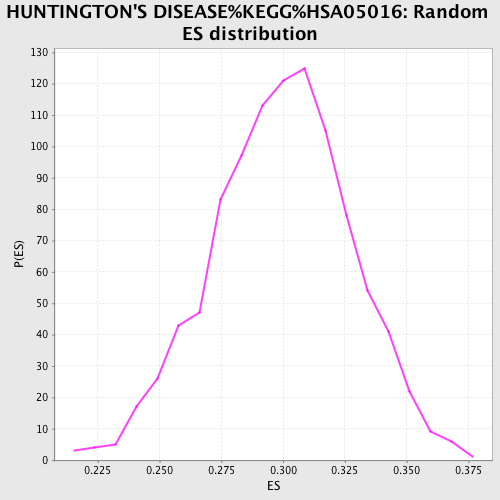 HUNTINGTON'S DISEASE%KEGG%HSA05016: Random
ES distribution
130
120
110
100
90
80
70
60
50
40
30
20
10
0
P(ES)
0.225 0.250 0.275 0.300 0.325 0.350 0.375
ES